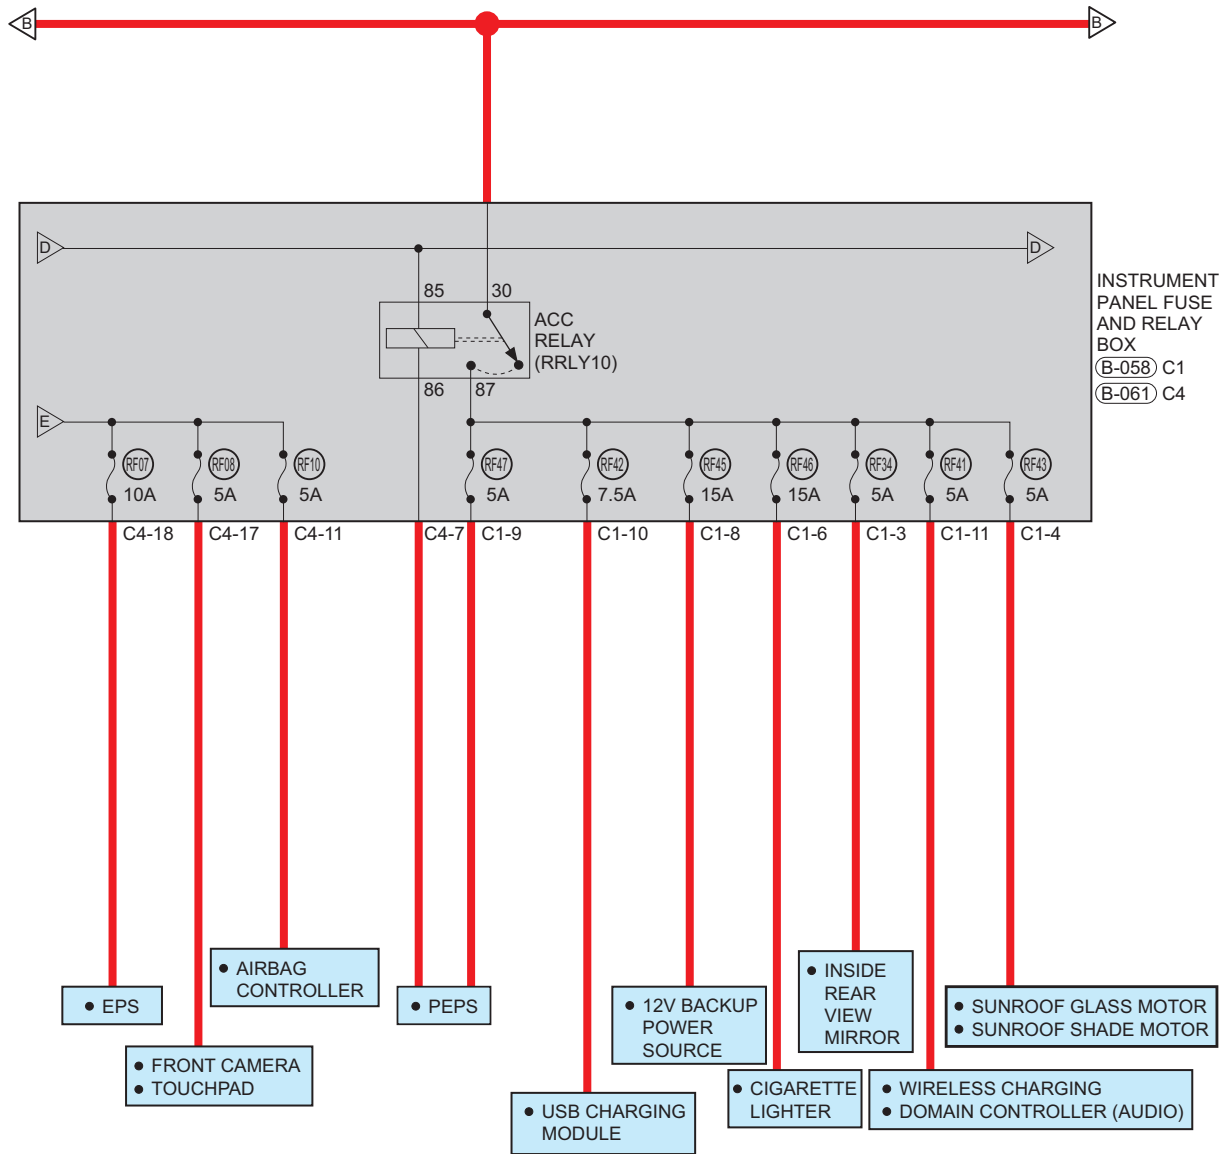 B
B
D
D
85
30
ACC
RELAY
(RRLY10)
86
87
INSTRUMENT
PANEL FUSE
AND RELAY
BOX
B-058 C1
B-061 C4
E
RF07
10A
RF08
5A
RF10
5A
RF47
5A
RF42
7.5A
RF45
15A
RF46
15A
RF34
5A
RF41
5A
RF43
5A
C4-18
C4-17
C4-11
C4-7
C1-9
C1-10
C1-8
C1-6
C1-3
C1-11
C1-4
• AIRBAG
CONTROLLER
• EPS
• PEPS
• FRONT CAMERA
• TOUCHPAD
• USB CHARGING
MODULE
• 12V BACKUP
POWER
SOURCE
• CIGARETTE
LIGHTER
• INSIDE
REAR
VIEW
MIRROR
• WIRELESS CHARGING
• DOMAIN CONTROLLER (AUDIO)
• SUNROOF GLASS MOTOR
• SUNROOF SHADE MOTOR